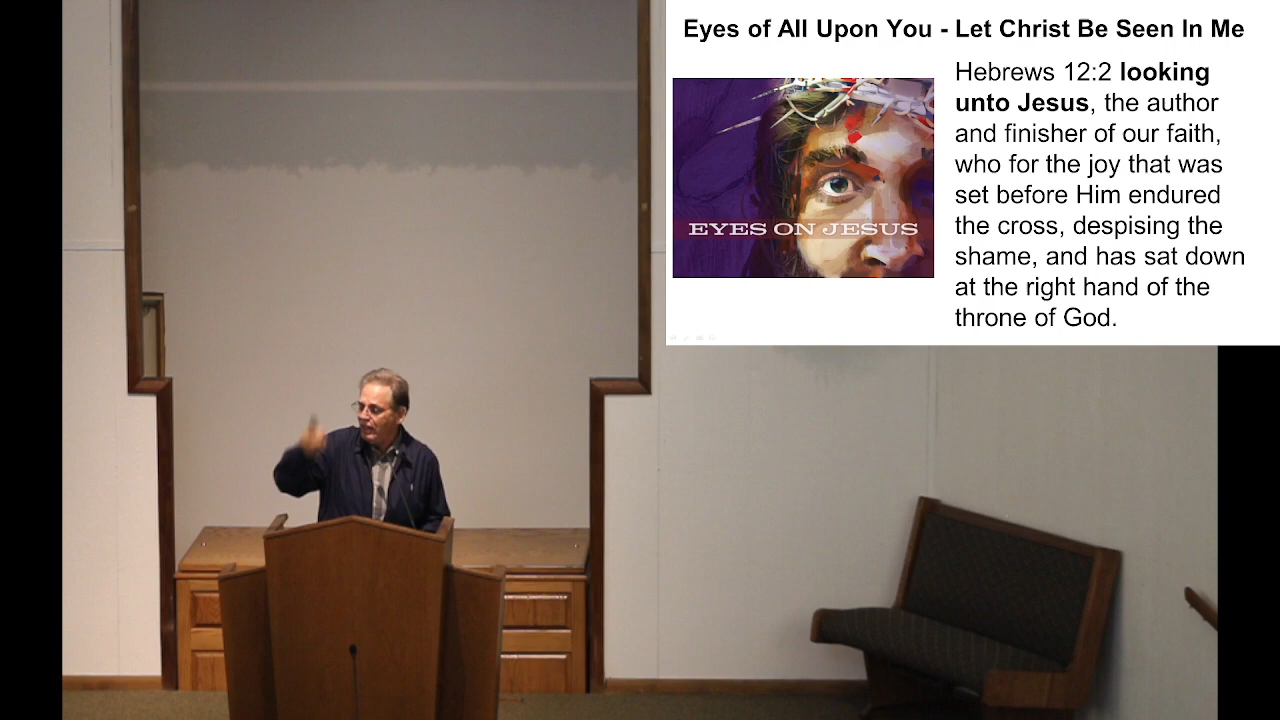 Eyes of All Upon You - Let Christ Be Seen In Me
EYES ON JESUS
Hebrews 12:2 looking
unto Jesus, the author
and finisher of our faith,
who for the joy that was
set before Him endured
the cross, despising the
shame, and has sat down
at the right hand of the
throne of God.